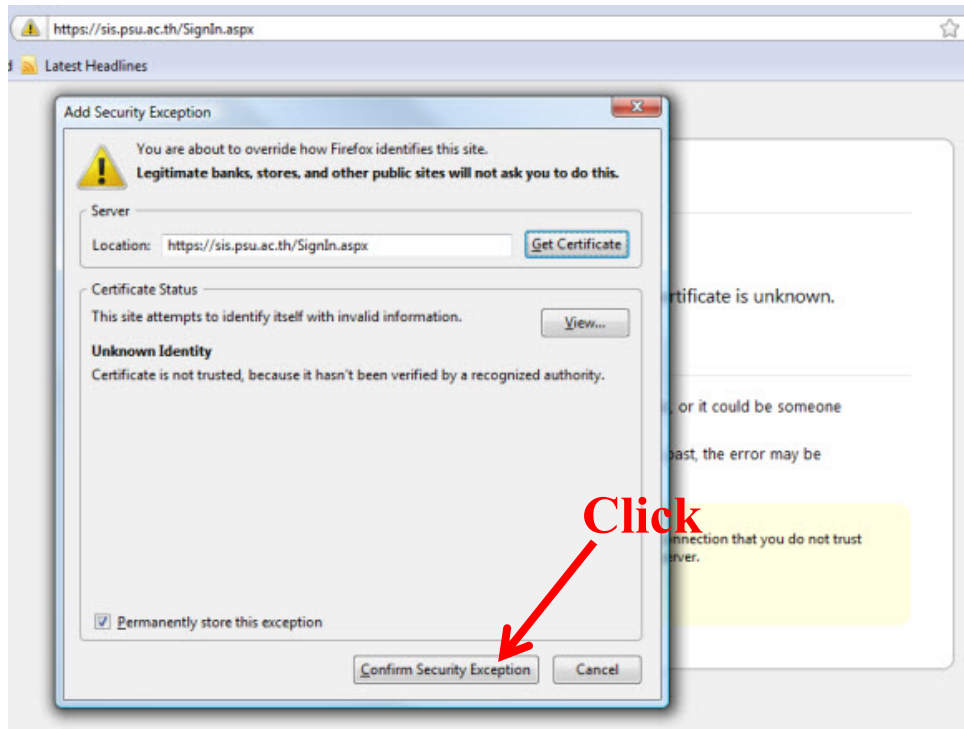 https://sis.psu.ac.th/SignIn.aspx
Latest Headlines
Add Security Exception
You are about to override how Firefox identifies this site.
Legitimate banks, stores, and other public sites will not ask you to do this.
Server
Location: https://sis.psu.ac.th/SignIn.aspx Get Certificate
Certificate Status
This site attempts to identify itself with invalid information. View...
Unknown Identity
Certificate is not trusted, because it hasn't been verified by a recognized authority.
certificate is unknown.
, or it could be someone
past, the error may be
Click
connection that you do not trust
server.
Permanently store this exception
Confirm Security Exception Cancel